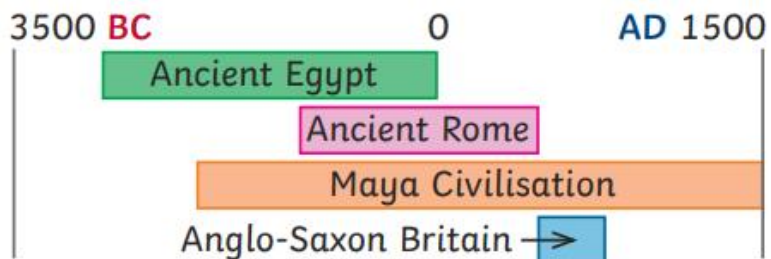 3500 BC 0 AD 1500
Ancient Egypt
Ancient Rome
Maya Civilisation
Anglo-Saxon Britain